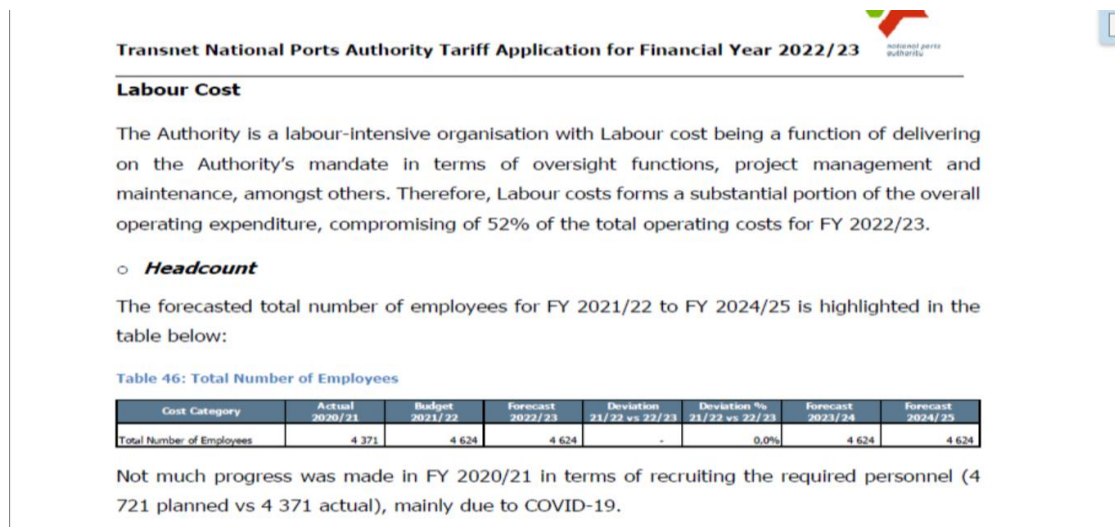 Transnet National Ports Authority Tariff Application for Financial Year 2022/23
national ports
authority
Labour Cost
The Authority is a labour-intensive organisation with Labour cost being a function of delivering
on the Authority's mandate in terms of oversight functions, project management and
maintenance, amongst others. Therefore, Labour costs forms a substantial portion of the overall
operating expenditure, compromising of 52% of the total operating costs for FY 2022/23.
o Headcount
The forecasted total number of employees for FY 2021/22 to FY 2024/25 is highlighted in the
table below:
Table 46: Total Number of Employees
Cost Category Actual 2020/21 Budget 2021/22 Forecast 2022/23 Deviation 21/22 vs 22/23 Deviation % 21/22 vs 22/23 Forecast 2023/24 Forecast 2024/25
Total Number of Employees 4 371 4 624 4 624 - 0,0% 4 624 4 624
Not much progress was made in FY 2020/21 in terms of recruiting the required personnel (4
721 planned vs 4 371 actual), mainly due to COVID-19.